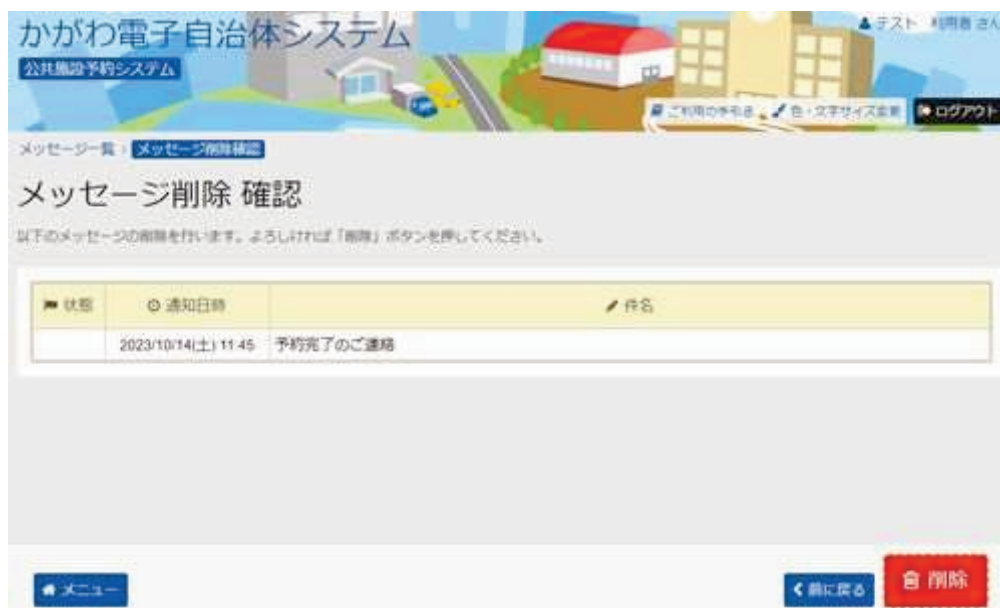 かがわ電子自治体システム
公共施設予約システム
テスト 利用者 さん
ご利用の手引き
色・文字サイズ変更
ログアウト
メッセージ一覧
メッセージ削除確認
メッセージ削除 確認
以下のメッセージの削除を行います。よろしければ「削除」ボタンを押してください。
状態 通知日時 件名
2023/10/14(土) 11:45 予約完了のご連絡
メニュー
前に戻る
削除